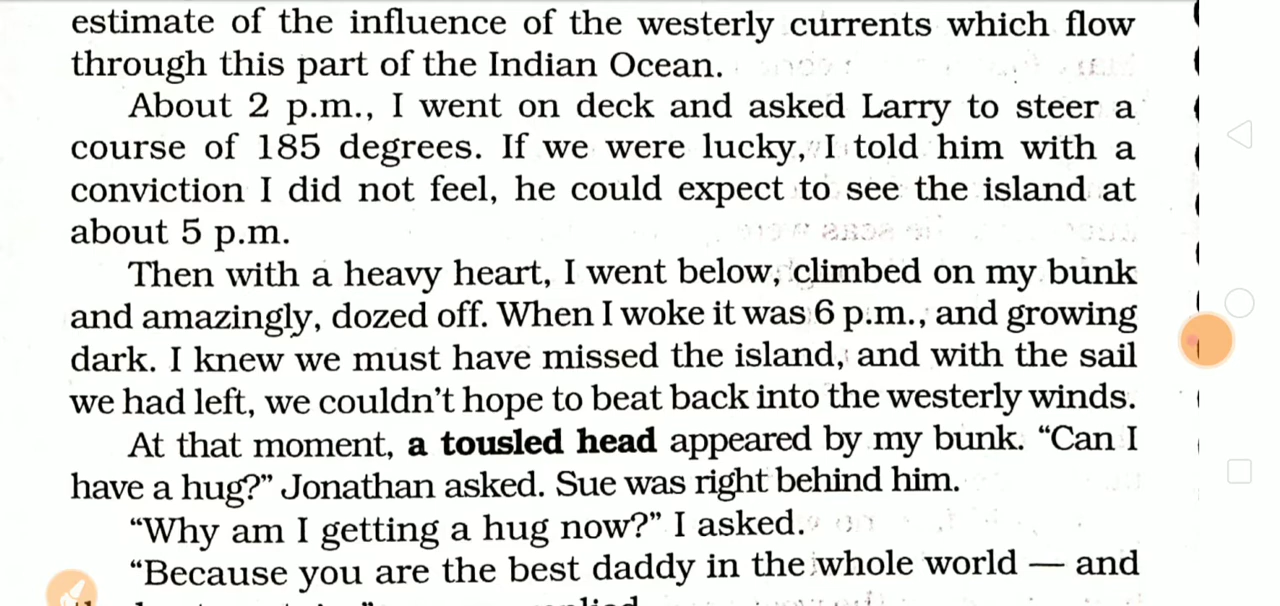 estimate of the influence of the westerly currents which flow
through this part of the Indian Ocean.
About 2 p.m., I went on deck and asked Larry to steer a
course of 185 degrees. If we were lucky, I told him with a
conviction I did not feel, he could expect to see the island at
about 5 p.m.
Then with a heavy heart, I went below, climbed on my bunk
and amazingly, dozed off. When I woke it was 6 p.m., and growing
dark. I knew we must have missed the island, and with the sail
we had left, we couldn’t hope to beat back into the westerly winds.
At that moment, a tousled head appeared by my bunk. “Can I
have a hug?” Jonathan asked. Sue was right behind him.
“Why am I getting a hug now?” I asked.
“Because you are the best daddy in the whole world — and